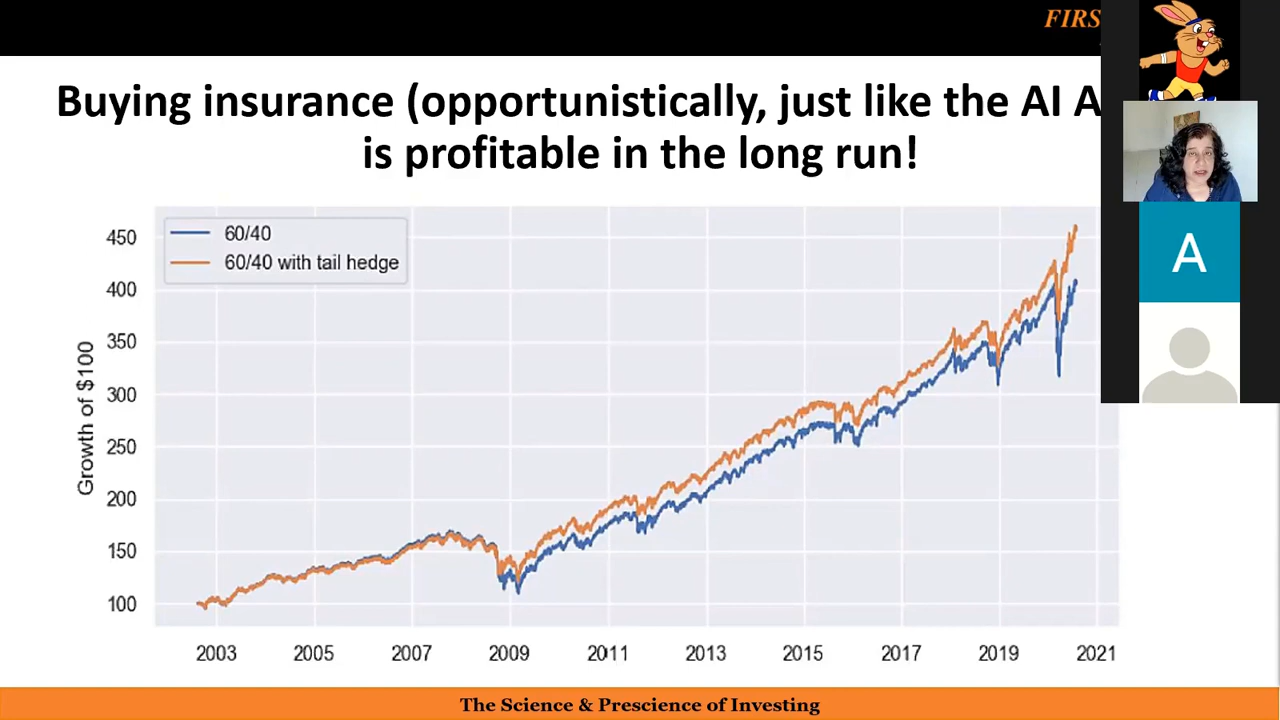 FIRS
Buying insurance (opportunistically, just like the AI A
is profitable in the long run!
60/40
60/40 with tail hedge
450
400
350
300
250
200
150
100
Growth of $100
2003 2005 2007 2009 2011 2013 2015 2017 2019 2021
A
The Science & Prescience of Investing